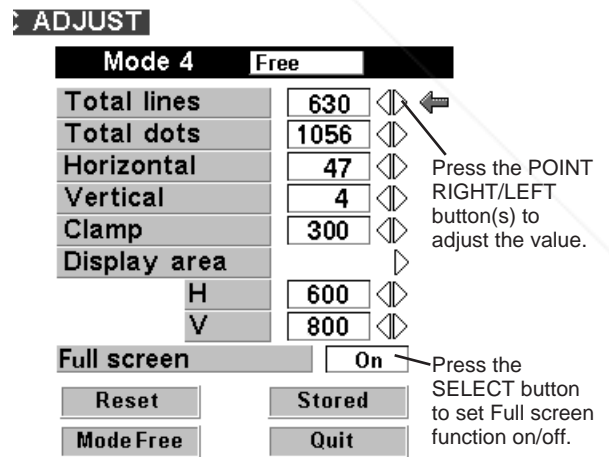 C ADJUST
Mode 4 Free
Total lines 630
Total dots 1056
Horizontal 47
Vertical 4
Clamp 300
Display area
H 600
V 800
Full screen On
Reset Stored
Mode Free Quit
Press the POINT
RIGHT/LEFT
button(s) to
adjust the value.
Press the
SELECT button
to set Full screen
function on/off.